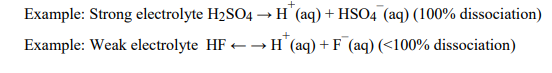 Example: Strong electrolyte H2SO4 → H⁺(aq) + HSO4⁻(aq) (100% dissociation)
Example: Weak electrolyte HF ← → H⁺(aq) + F⁻(aq) (<100% dissociation)